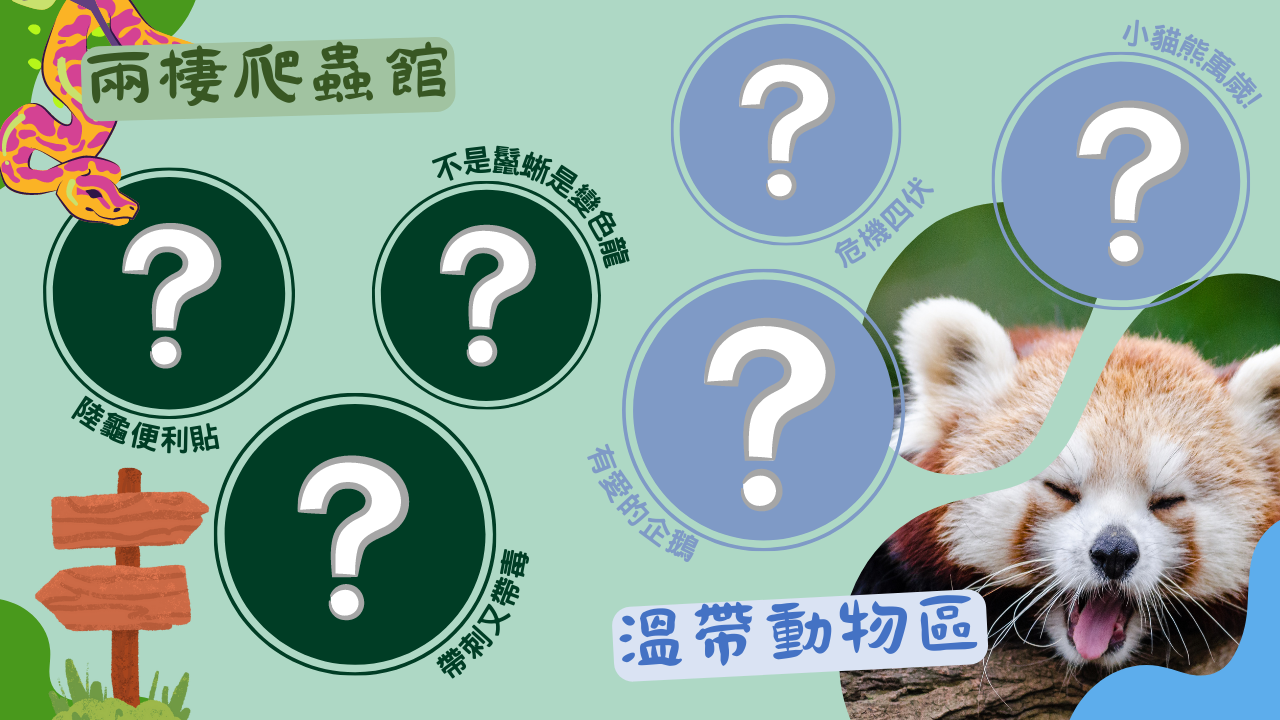 兩棲爬蟲館
不是鬣蜥是變色龍
陸龜便利貼
帶刺又帶毒
小貓熊萬歲!
危機四伏
有愛的企鵝
溫帶動物區